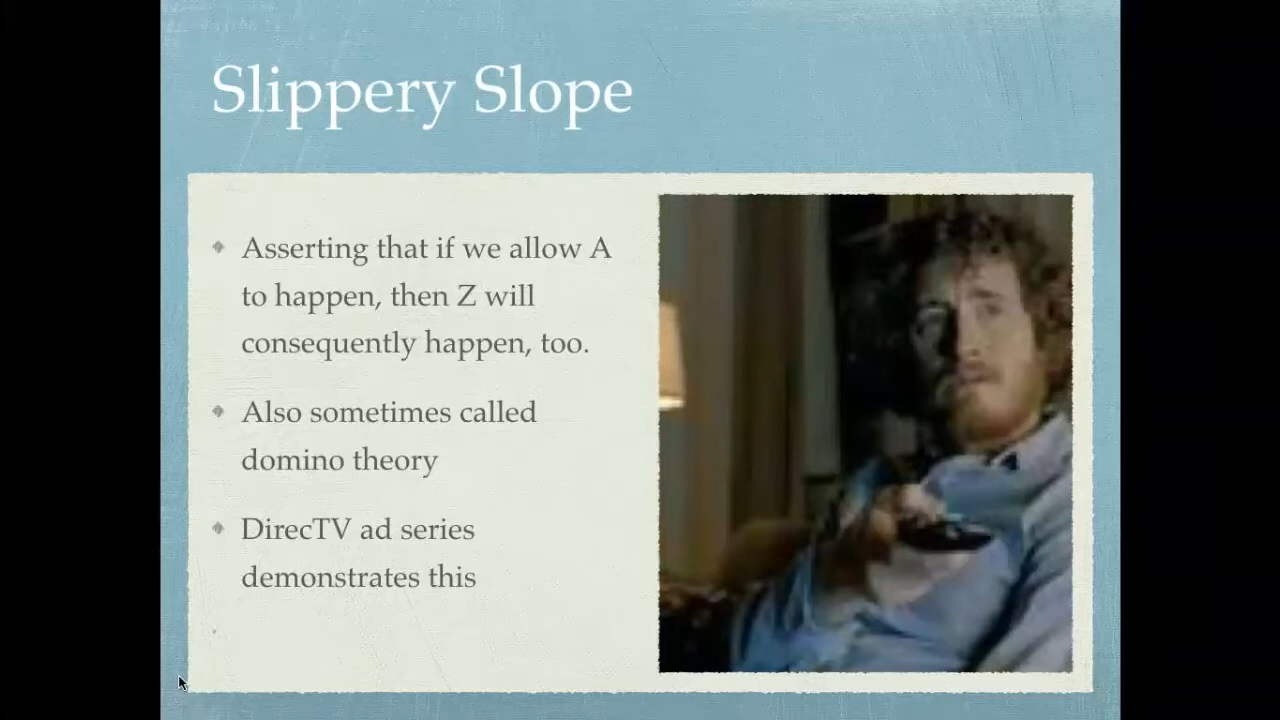 Slippery Slope
Asserting that if we allow A
to happen, then Z will
consequently happen, too.
Also sometimes called
domino theory
DirecTV ad series
demonstrates this